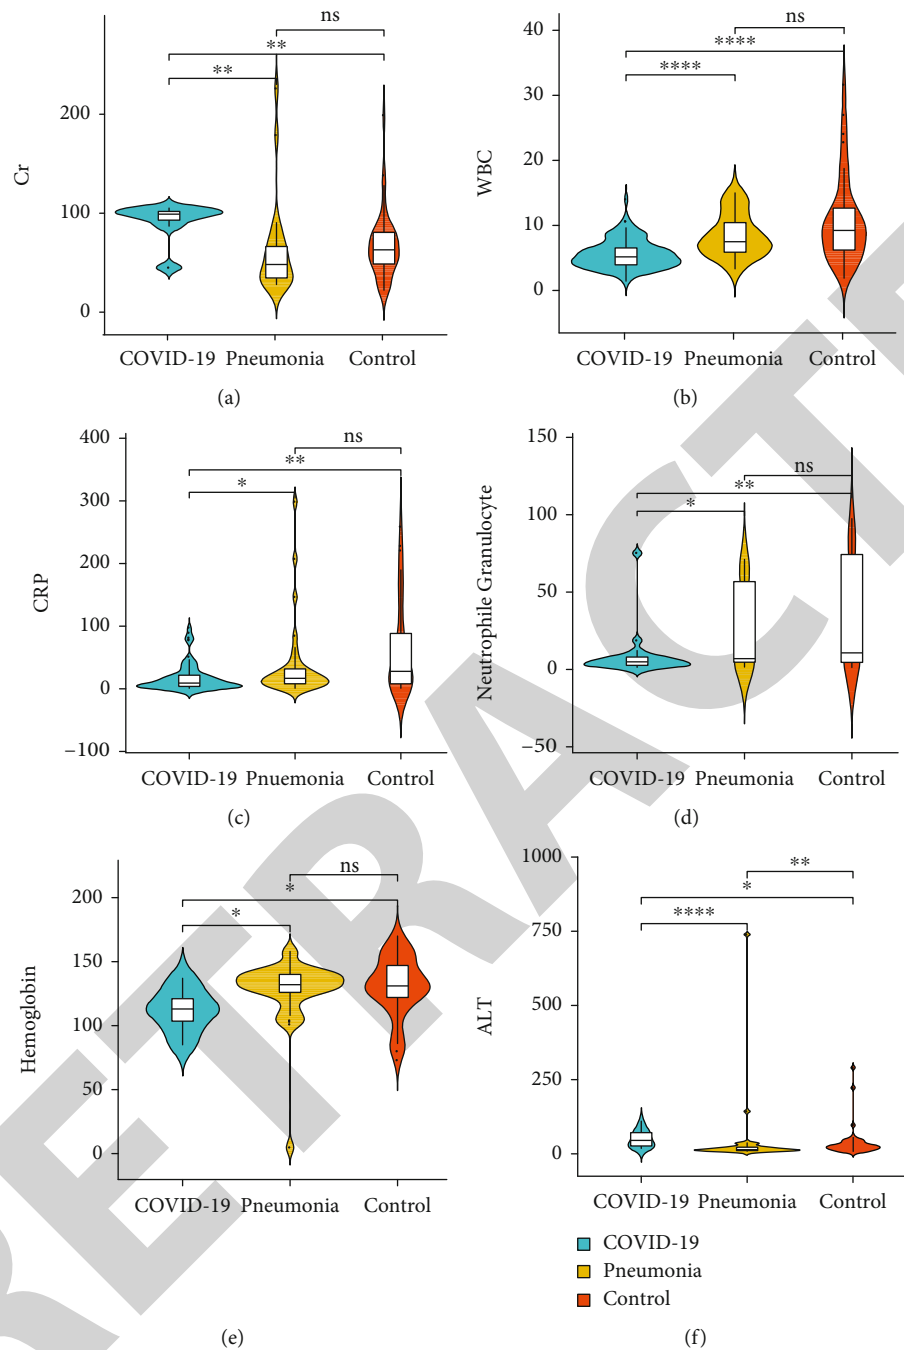 ns
**
**
200
100
0
Cr
COVID-19 Pneumonia Control
(a)
ns
****
****
40
30
20
10
0
WBC
COVID-19 Pneumonia Control
(b)
400
300
200
100
0
−100
CRP
ns
**
*
COVID-19 Pnuemonia Control
(c)
150
100
50
0
−50
Neutrophile Granulocyte
ns
**
*
COVID-19 Pneumonia Control
(d)
200
150
100
50
0
Hemoglobin
ns
*
*
COVID-19 Pneumonia Control
(e)
1000
750
500
250
0
ALT
**
*
****
COVID-19 Pneumonia Control
COVID-19
Pneumonia
Control
(f)
RETRACTE